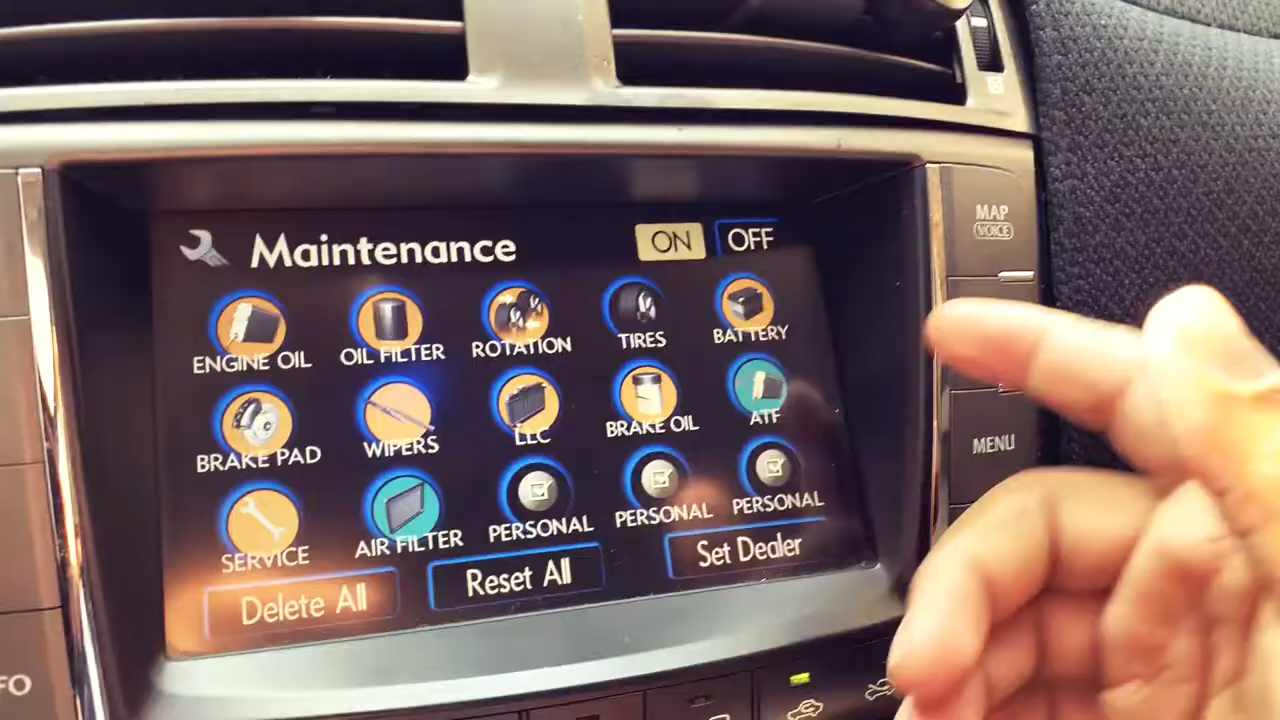 Maintenance ON OFF
ENGINE OIL OIL FILTER ROTATION TIRES BATTERY
BRAKE PAD WIPERS LLC BRAKE OIL ATF
SERVICE AIR FILTER PERSONAL PERSONAL PERSONAL
Delete All Reset All Set Dealer
MAP
VOICE
MENU
FO